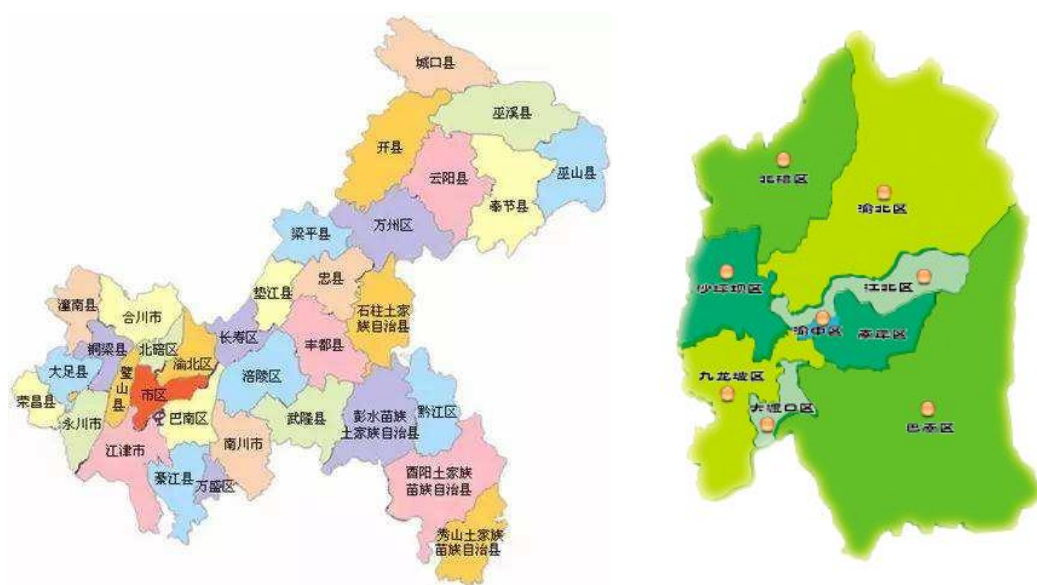 城口县
巫溪县
开县
云阳县
巫山县
奉节县
万州区
梁平县
忠县
垫江县
石柱土家
族自治县
潼南县
合川市
长寿区
丰都县
铜梁县
北碚区
渝北区
大足县
璧
山
县
市区
涪陵区
荣昌县
永川市
巴南区
武隆县
彭水苗族
土家族自治县
黔江区
江津市
南川市
綦江县
万盛区
酉阳土家族
苗族自治县
秀山土家族
苗族自治县
北碚区
渝北区
沙坪坝区
江北区
渝中区
南岸区
九龙坡区
大渡口区
巴南区